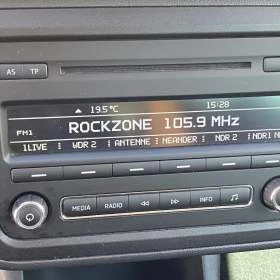 AS TP
19.5°C 15:28
FM1 ROCKZONE 105.9 MHz
1LIVE WDR 2 ANTENNE NEANDER NDR 2 NDR1 N
MEDIA RADIO INFO